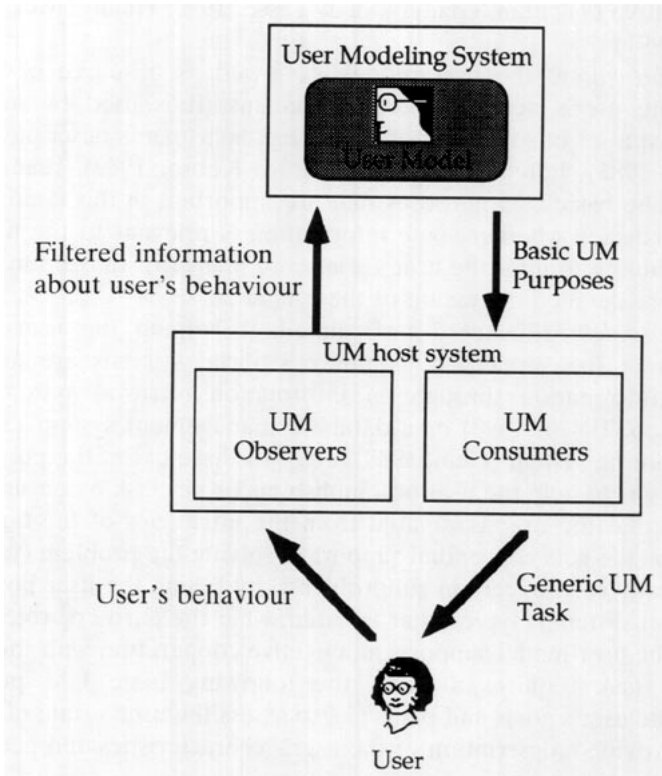 User Modeling System
User Model
Filtered information
about user's behaviour
Basic UM
Purposes
UM host system
UM
Observers
UM
Consumers
User's behaviour
Generic UM
Task
User